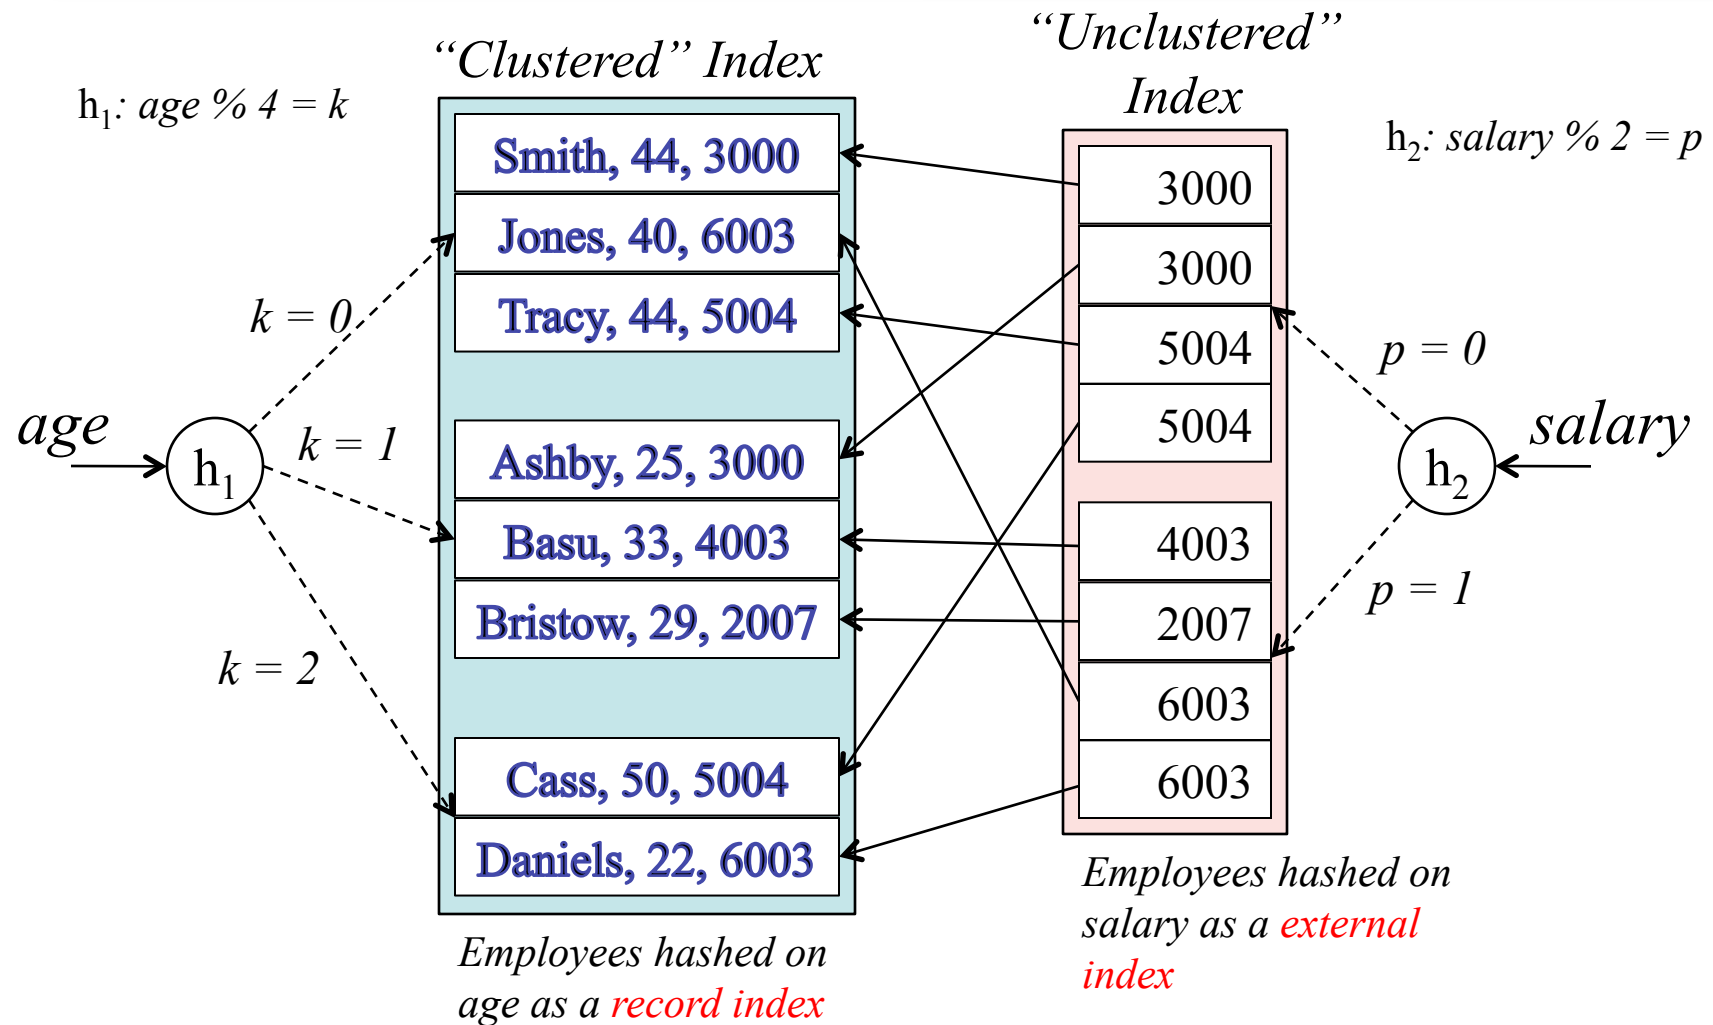 “Clustered” Index
h₁: age % 4 = k
Smith, 44, 3000
Jones, 40, 6003
Tracy, 44, 5004
Ashby, 25, 3000
Basu, 33, 4003
Bristow, 29, 2007
Cass, 50, 5004
Daniels, 22, 6003
age
h₁
k = 0
k = 1
k = 2
Employees hashed on
age as a record index
“Unclustered”
Index
h₂: salary % 2 = p
3000
3000
5004
5004
4003
2007
6003
6003
p = 0
p = 1
h₂
salary
Employees hashed on
salary as a external
index